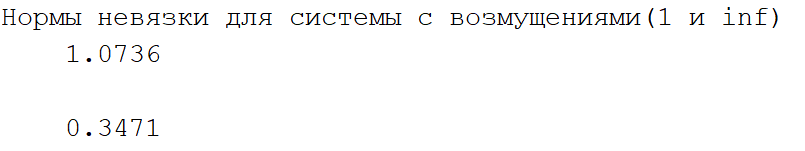 Нормы невязки для системы с возмущениями(1 и inf)
1.0736
0.3471